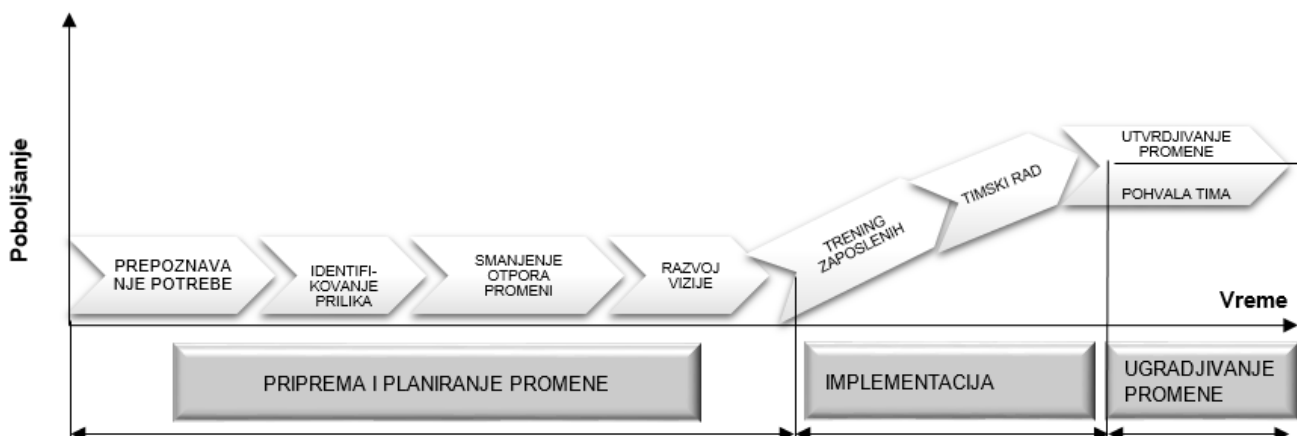 Poboljšanje
PREPOZNAVA
NJE POTREBE
IDENTIFI-
KOVANJE
PRILIKA
SMANJENJE
OTPORA
PROMENI
RAZVOJ
VIZIJE
TRENING
ZAPOSLENIH
TIMSKI RAD
UTVRDJIVANJE
PROMENE
POHVALA TIMA
Vreme
PRIPREMA I PLANIRANJE PROMENE
IMPLEMENTACIJA
UGRADJIVANJE
PROMENE